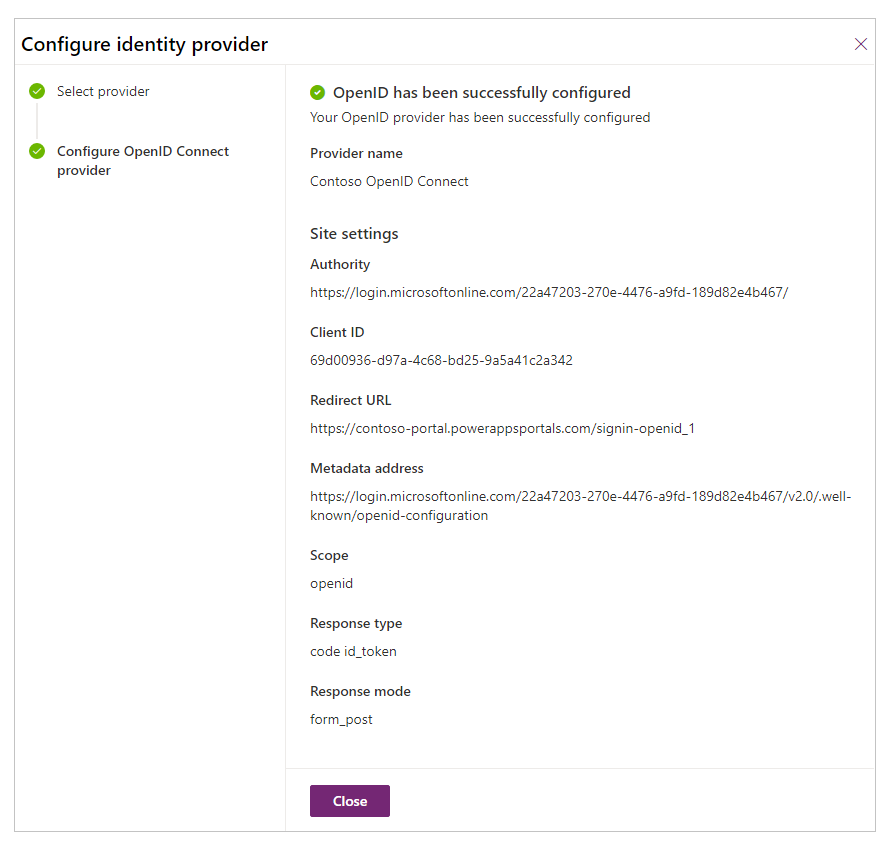 Configure identity provider
Select provider
Configure OpenID Connect
provider
OpenID has been successfully configured
Your OpenID provider has been successfully configured
Provider name
Contoso OpenID Connect
Site settings
Authority
https://login.microsoftonline.com/22a47203-270e-4476-a9fd-189d82e4b467/
Client ID
69d00936-d97a-4c68-bd25-9a5a41c2a342
Redirect URL
https://contoso-portal.powerappsportals.com/signin-openid_1
Metadata address
https://login.microsoftonline.com/22a47203-270e-4476-a9fd-189d82e4b467/v2.0/.well-
known/openid-configuration
Scope
openid
Response type
code id_token
Response mode
form_post
Close